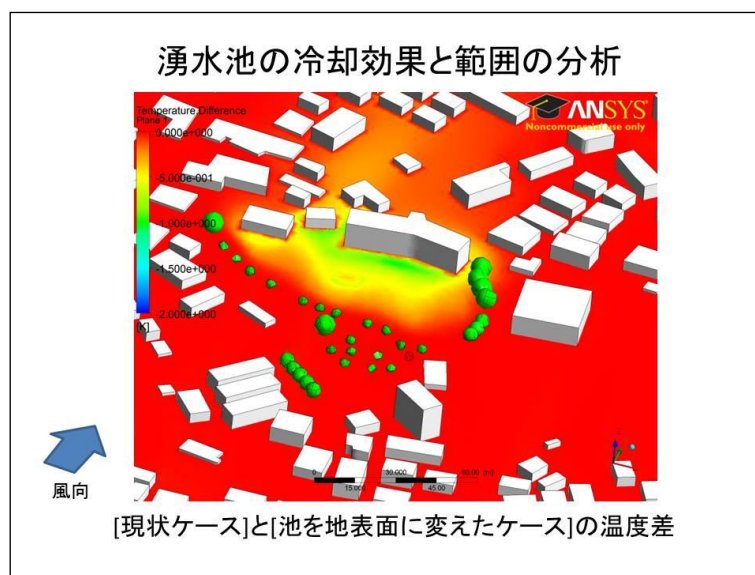 湧水池の冷却効果と範囲の分析
ANSYS
Noncommercial use only
Temperature Difference
Plane 1
0.000e+000
-5.000e-001
-1.000e+000
-1.500e+000
-2.000e+000
[K]
0 30.000 60.00 (m)
15.000 45.00
風向
[現状ケース]と[池を地表面に変えたケース]の温度差